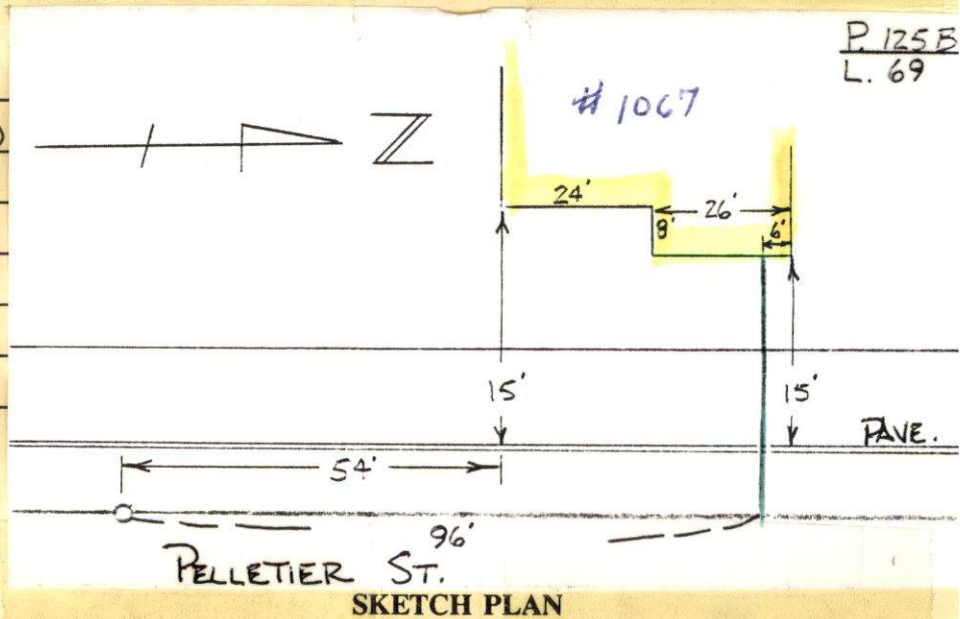 P. 125B
L. 69
# 1067
N
24'
26'
8'
6'
15'
15'
PAVE.
54'
96'
PELLETIER ST.
SKETCH PLAN